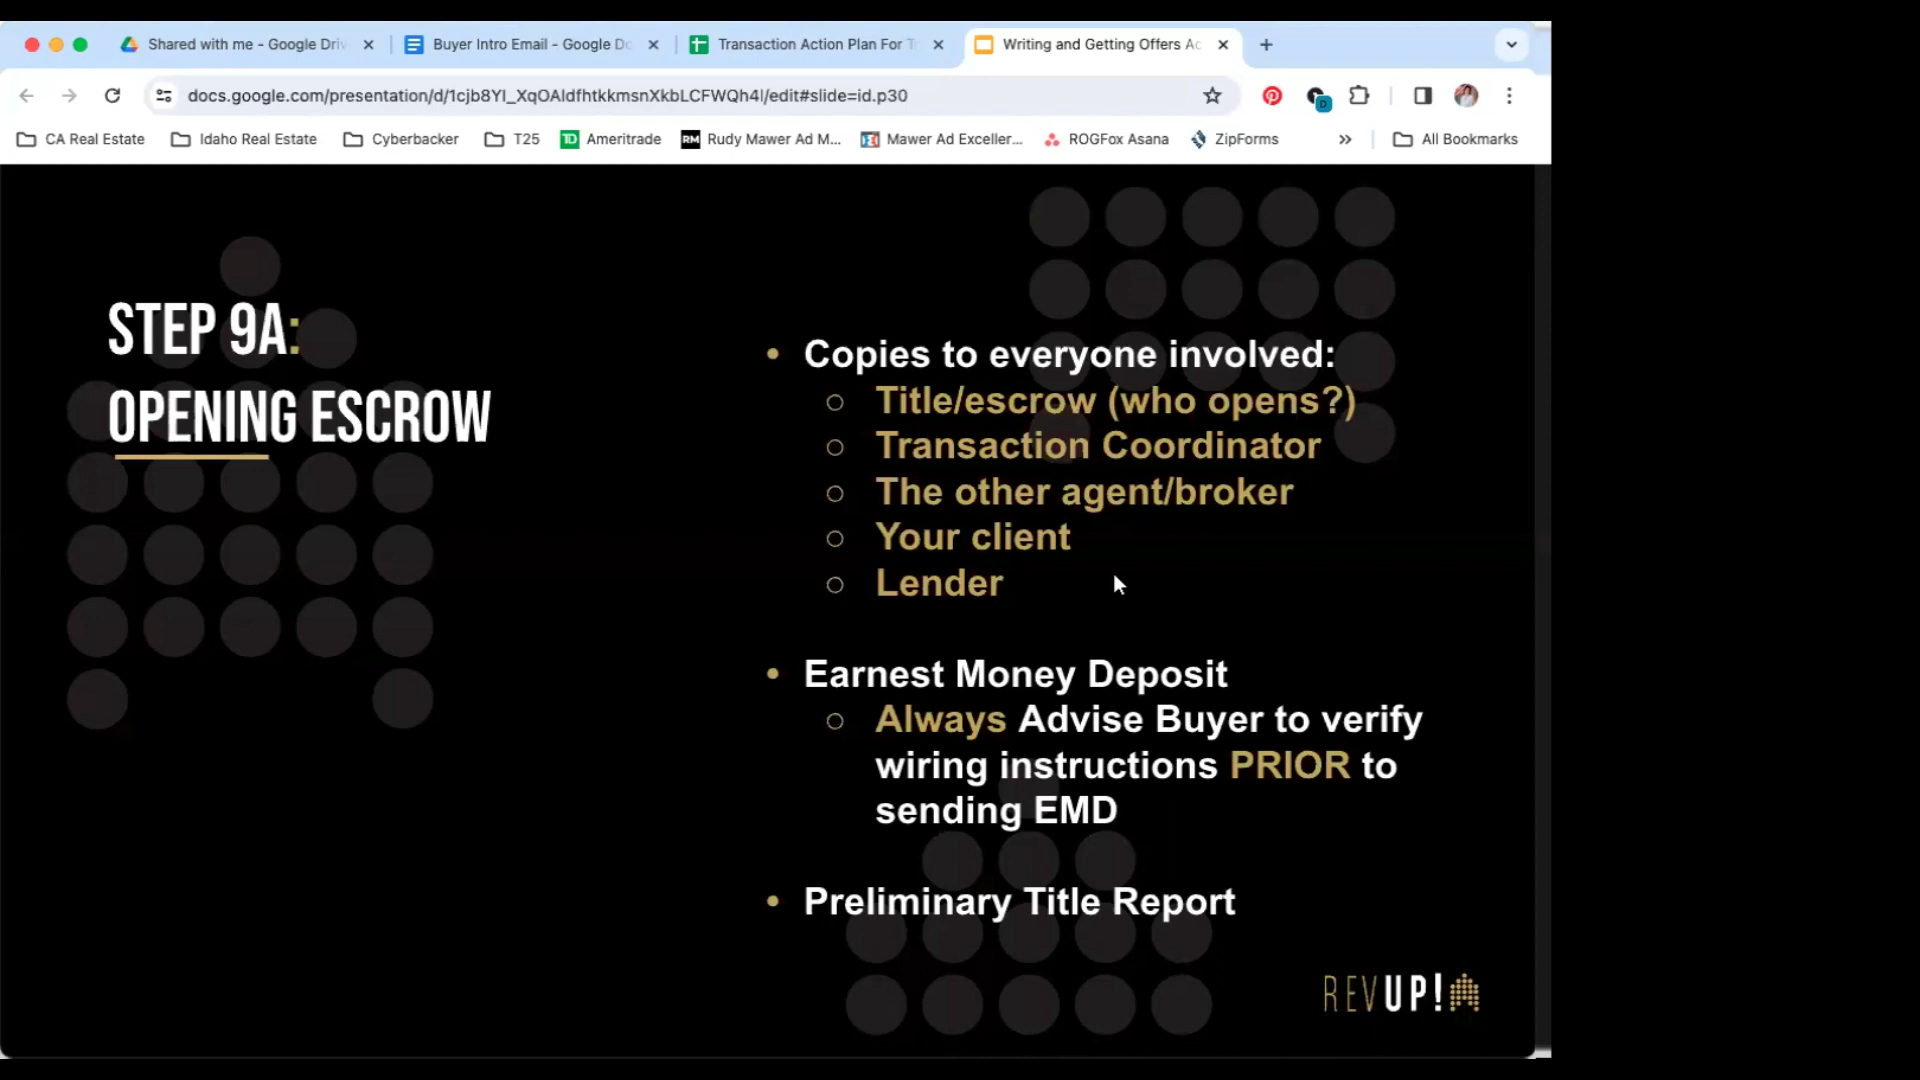 Shared with me - Google Driv
Buyer Intro Email - Google Do
Transaction Action Plan For T
Writing and Getting Offers Ac
docs.google.com/presentation/d/1cjb8YI_XqOAldfhtkkmsnXkbLCFWQh4I/edit#slide=id.p30
CA Real Estate
Idaho Real Estate
Cyberbacker
T25
Ameritrade
RM Rudy Mawer Ad M...
Mawer Ad Exceller...
ROGFox Asana
ZipForms
All Bookmarks
STEP 9A:
OPENING ESCROW
• Copies to everyone involved:
○ Title/escrow (who opens?)
○ Transaction Coordinator
○ The other agent/broker
○ Your client
○ Lender
• Earnest Money Deposit
○ Always Advise Buyer to verify
wiring instructions PRIOR to
sending EMD
• Preliminary Title Report
REVUP!